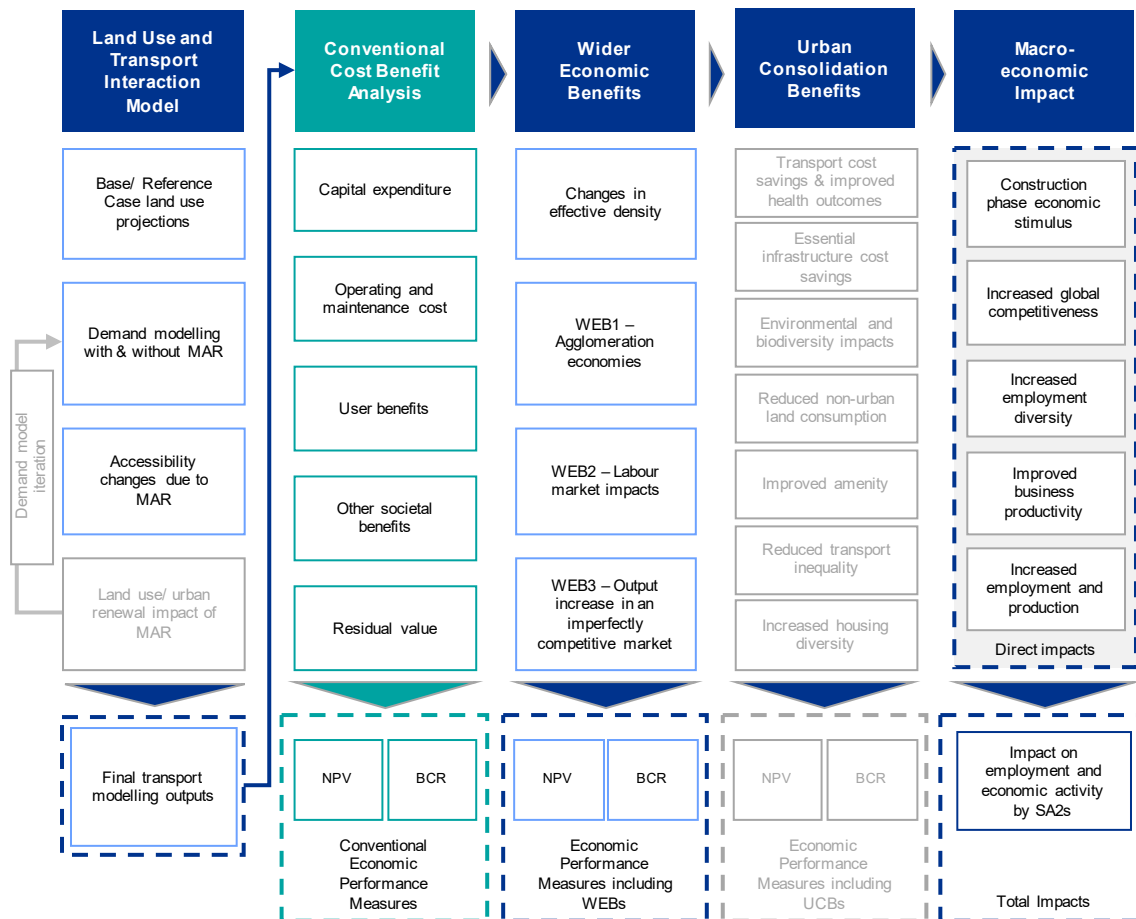 Land Use and
Transport
Interaction
Model
Conventional
Cost Benefit
Analysis
Wider
Economic
Benefits
Urban
Consolidation
Benefits
Macro-
economic
Impact
Base/ Reference
Case land use
projections
Demand modelling
with & without MAR
Accessibility
changes due to
MAR
Land use/ urban
renewal impact of
MAR
Demand model
iteration
Final transport
modelling outputs
Capital expenditure
Operating and
maintenance cost
User benefits
Other societal
benefits
Residual value
NPV
BCR
Conventional
Economic
Performance
Measures
Changes in
effective density
WEB1 –
Agglomeration
economies
WEB2 – Labour
market impacts
WEB3 – Output
increase in an
imperfectly
competitive market
NPV
BCR
Economic
Performance
Measures including
WEBs
Transport cost
savings & improved
health outcomes
Essential
infrastructure cost
savings
Environmental and
biodiversity impacts
Reduced non-urban
land consumption
Improved amenity
Reduced transport
inequality
Increased housing
diversity
NPV
BCR
Economic
Performance
Measures including
UCBs
Construction
phase economic
stimulus
Increased global
competitiveness
Increased
employment
diversity
Improved
business
productivity
Increased
employment and
production
Direct impacts
Impact on
employment and
economic activity
by SA2s
Total Impacts